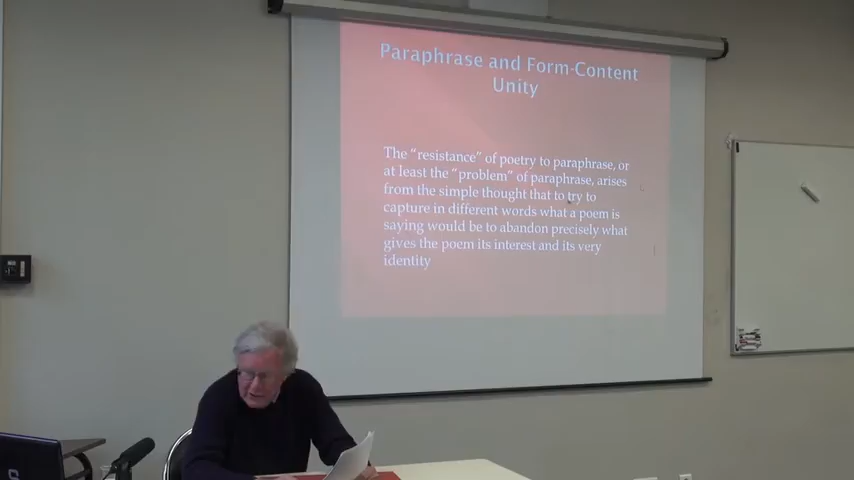 Paraphrase and Form-Content
Unity
The “resistance” of poetry to paraphrase, or
at least the “problem” of paraphrase, arises
from the simple thought that to try to
capture in different words what a poem is
saying would be to abandon precisely what
gives the poem its interest and its very
identity